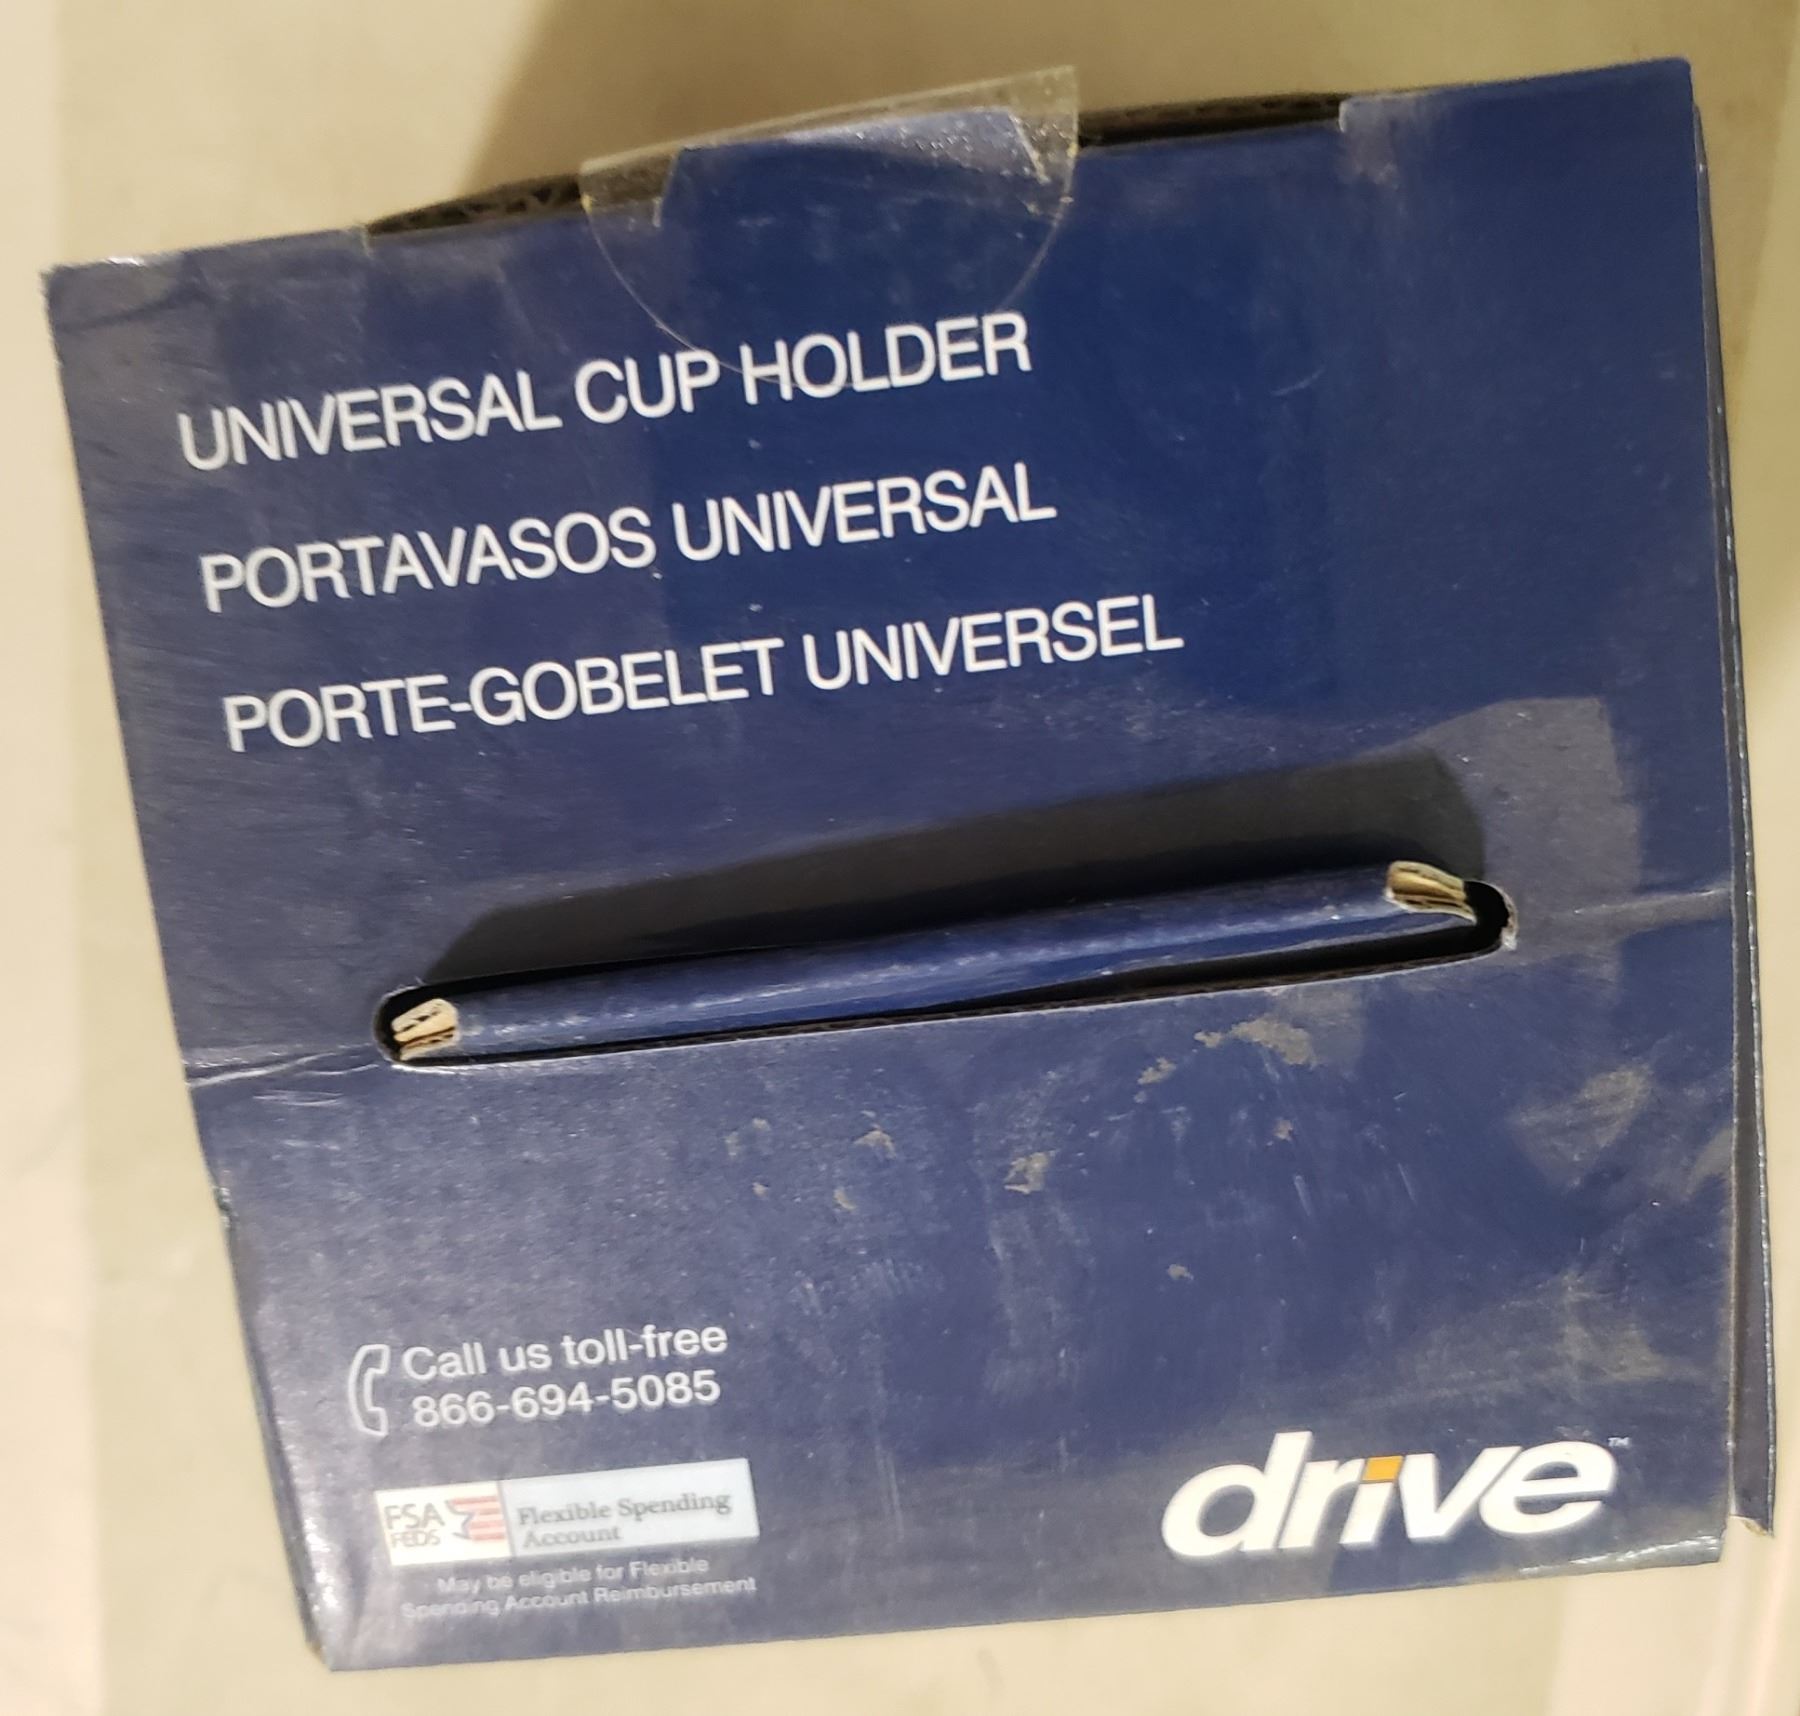 UNIVERSAL CUP HOLDER
PORTAVASOS UNIVERSAL
PORTE-GOBELET UNIVERSEL
Call us toll-free
866-694-5085
FSA
FEDS
Flexible Spending
Account
May be eligible for Flexible
Spending Account Reimbursement
drive™